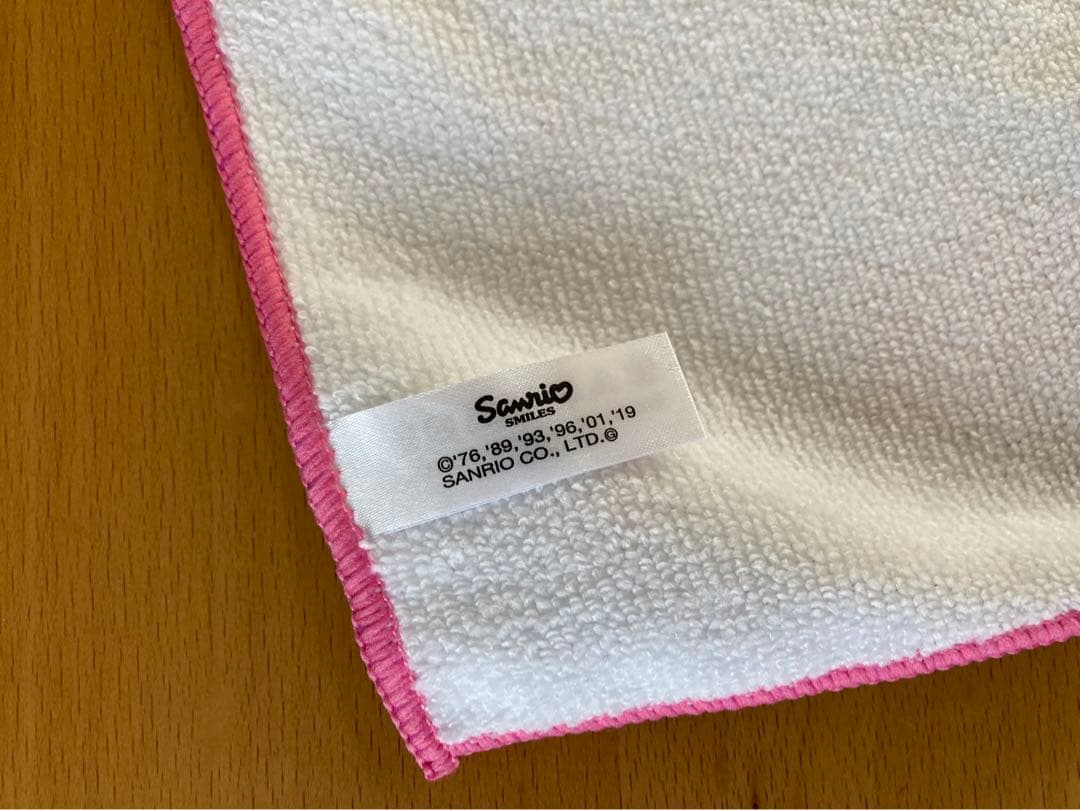 Sanrio
SMILES
©'76,'89,'93,'96,'01,'19
SANRIO CO., LTD.Ⓖ